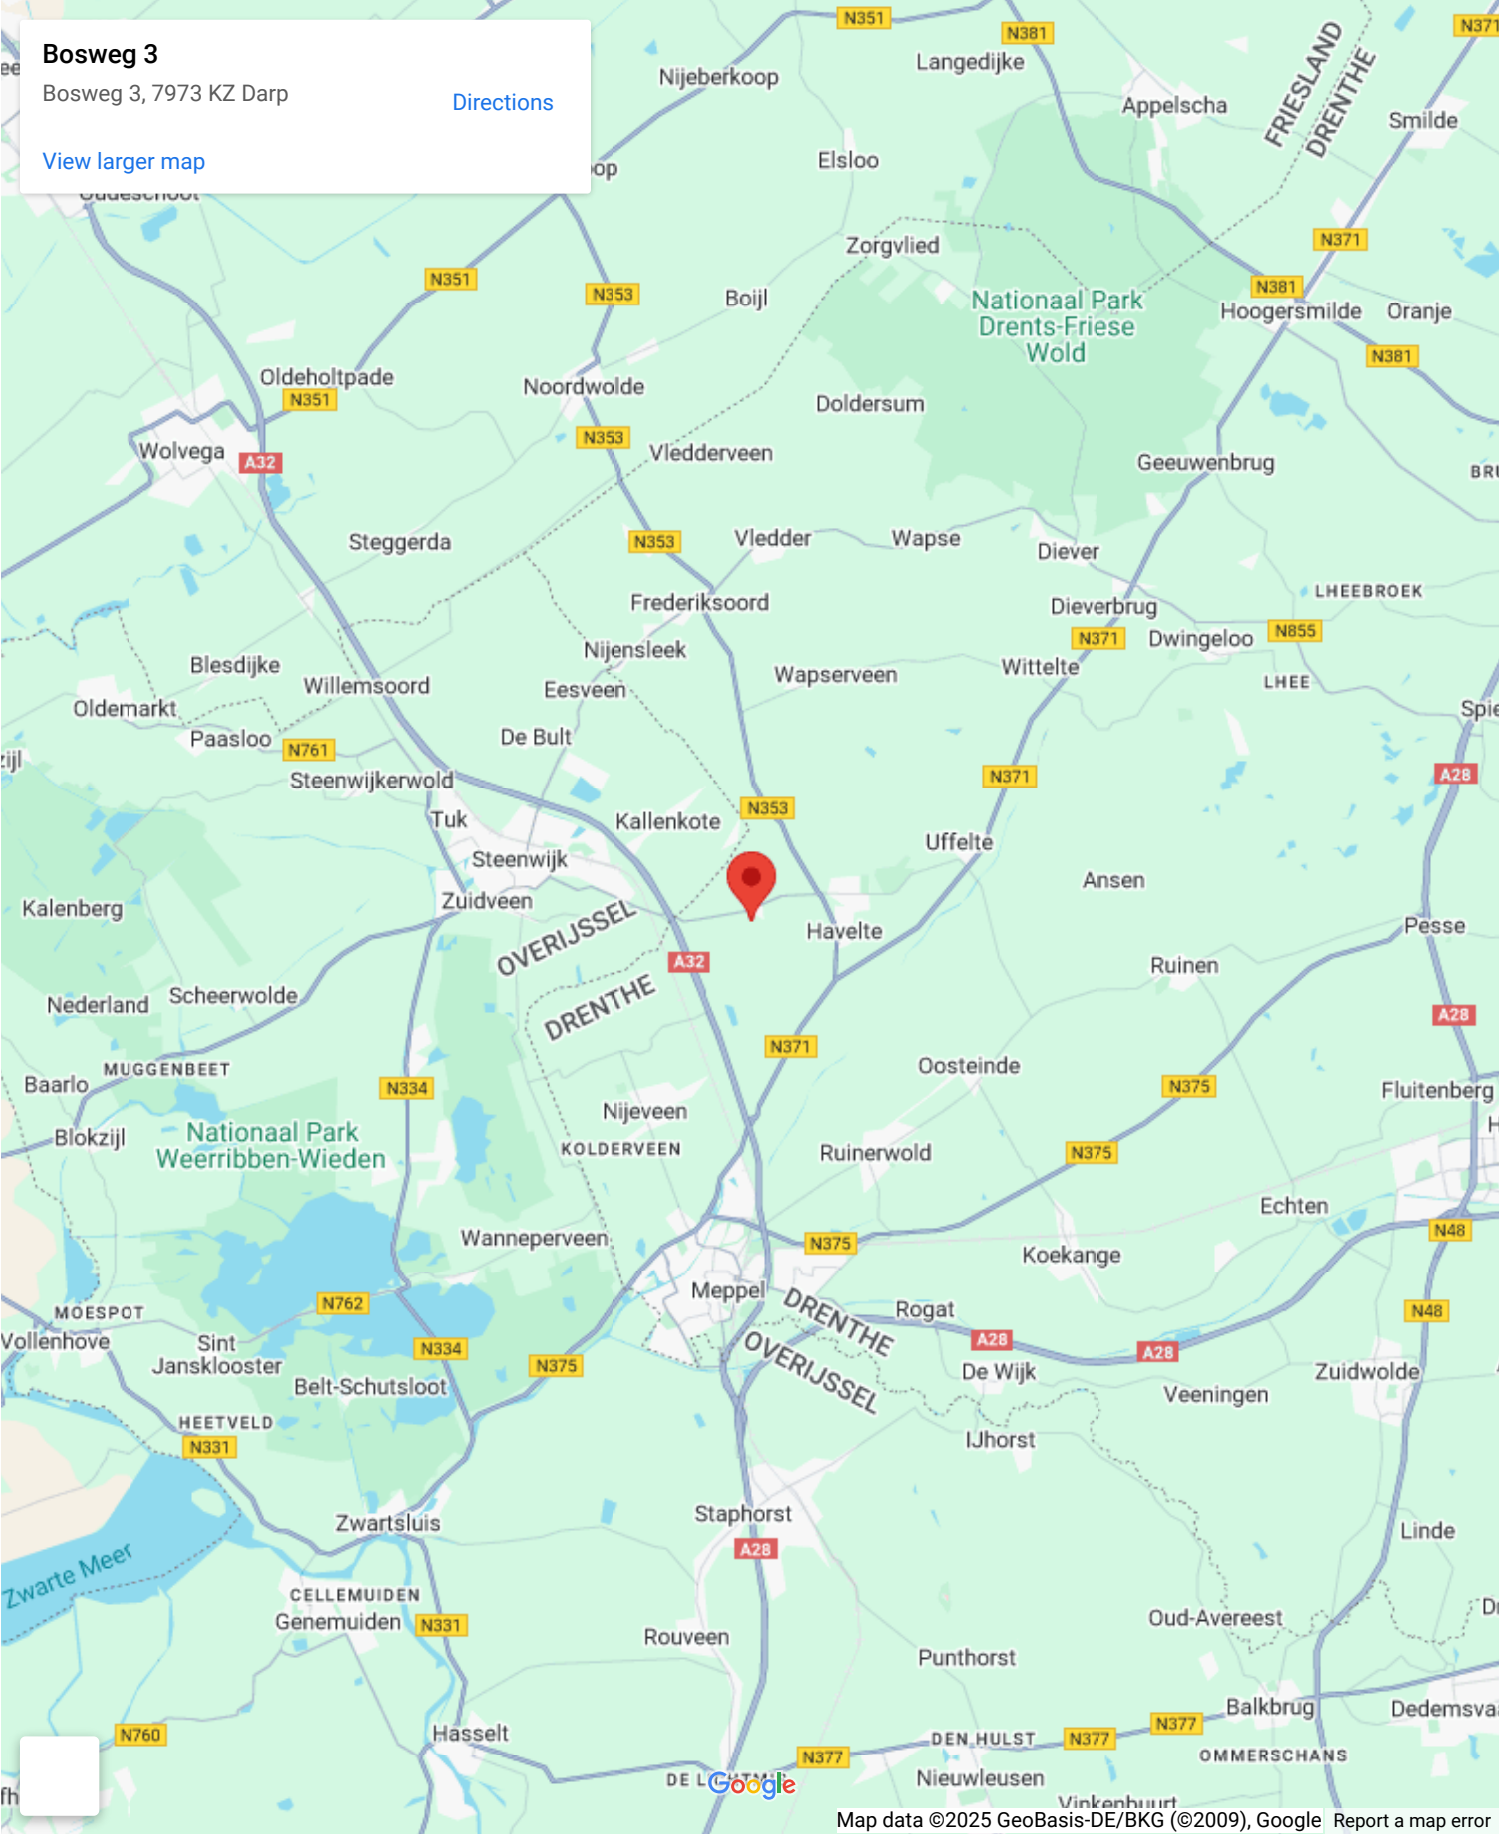 Bosweg 3
Bosweg 3, 7973 KZ Darp
Directions
View larger map
N351
N381
N371
Langedijke
Nijeberkoop
FRIESLAND
DRENTHE
Appelscha
Smilde
Elsloo
Zorgvlied
N371
N351
N353
Boijl
Nationaal Park
Drents-Friese
Wold
N381
Hoogersmilde
Oranje
N381
Oldeholtpade
N351
Noordwolde
Doldersum
N353
Wolvega
A32
Vledderveen
Geeuwenbrug
Steggerda
N353
Vledder
Wapse
Diever
LHEEBROEK
Frederiksoord
Dieverbrug
N371
Dwingeloo
N855
Nijensleek
Blesdijke
Willemsoord
Eesveen
Wapserveen
Wittelte
LHEE
Oldemarkt
Paasloo
N761
De Bult
Steenwijkerwold
N371
A28
N353
Tuk
Kallenkote
Uffelte
Steenwijk
Ansen
Zuidveen
Kalenberg
OVERIJSSEL
DRENTHE
Havelte
Pesse
A32
Ruinen
Nederland
Scheerwolde
A28
N371
MUGGENBEET
Baarlo
N334
Oosteinde
N375
Fluitenberg
Nijeveen
Blokzijl
Nationaal Park
Weerribben-Wieden
KOLDERVEEN
Ruinerwold
N375
Echten
Wanneperveen
N375
Koekange
N48
Meppel
DRENTHE
OVERIJSSEL
N762
MOESPOT
Rogat
N48
Vollenhove
Sint
Jansklooster
N334
N375
A28
A28
De Wijk
Zuidwolde
Belt-Schutsloot
Veeningen
HEETVELD
N331
IJhorst
Zwartsluis
Staphorst
A28
Linde
Zwarte Meer
CELLEMUIDEN
Genemuiden
N331
Rouveen
Oud-Avereest
Punthorst
N760
Hasselt
Balkbrug
N377
N377
DEN HULST
N377
OMMERSCHANS
Nieuwleusen
Google
Vinkenbuurt
Map data ©2025 GeoBasis-DE/BKG (©2009), Google
Report a map error